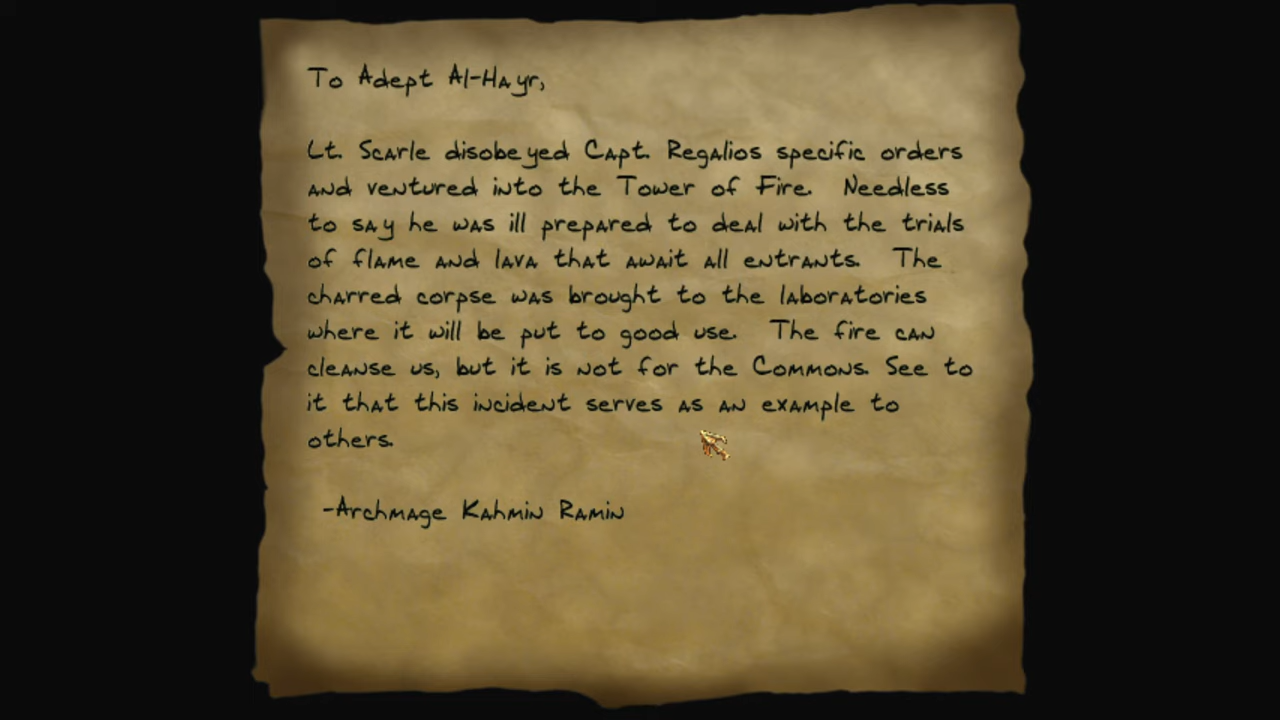 To Adept Al-Hayr,
Lt. Scarle disobeyed Capt. Regalios specific orders
and ventured into the Tower of Fire. Needless
to say he was ill prepared to deal with the trials
of flame and lava that await all entrants. The
charred corpse was brought to the laboratories
where it will be put to good use. The fire can
cleanse us, but it is not for the Commons. See to
it that this incident serves as an example to
others.
-Archmage Kahmin Ramin